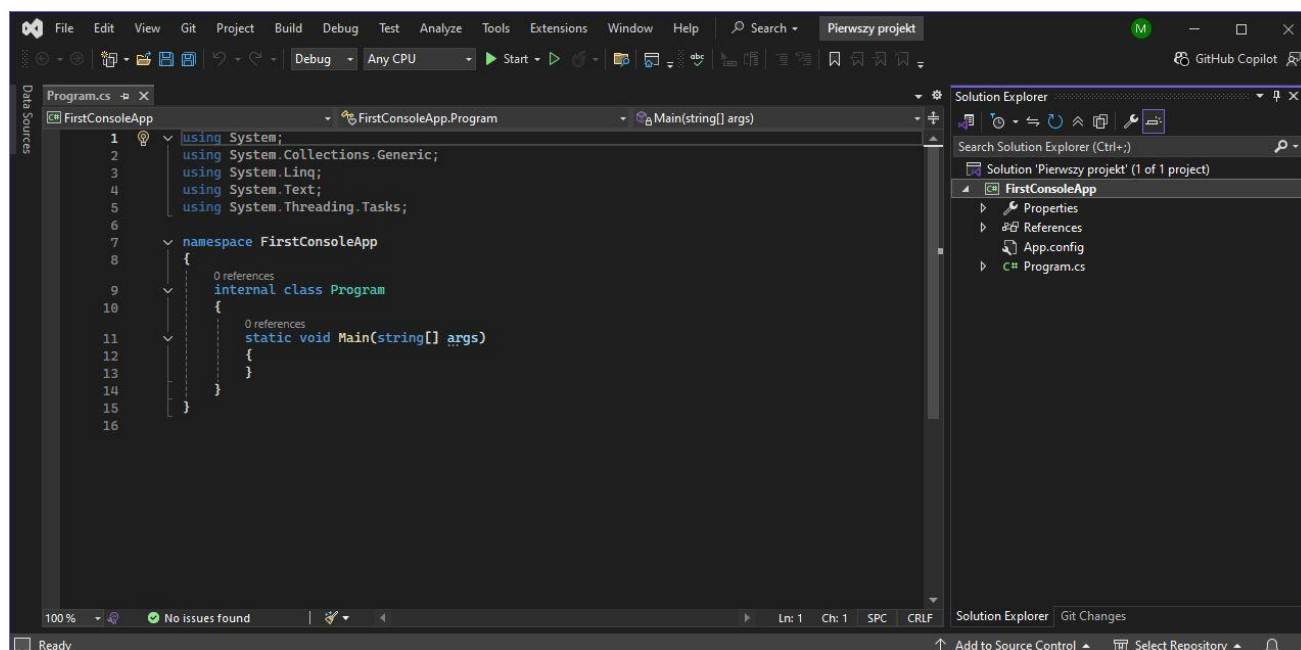 File Edit View Git Project Build Debug Test Analyze Tools Extensions Window Help Search Pierwszy projekt M
Debug Any CPU Start abc GitHub Copilot
Data Sources
Program.cs
FirstConsoleApp FirstConsoleApp.Program Main(string[] args)
1 using System;
2 using System.Collections.Generic;
3 using System.Linq;
4 using System.Text;
5 using System.Threading.Tasks;
6
7 namespace FirstConsoleApp
8 {
0 references
9 internal class Program
10 {
0 references
11 static void Main(string[] args)
12 {
13 }
14 }
15 }
16
100 % No issues found Ln: 1 Ch: 1 SPC CRLF
Solution Explorer
Search Solution Explorer (Ctrl+;)
Solution 'Pierwszy projekt' (1 of 1 project)
C# FirstConsoleApp
Properties
References
App.config
C# Program.cs
Solution Explorer Git Changes
Ready Add to Source Control Select Repository